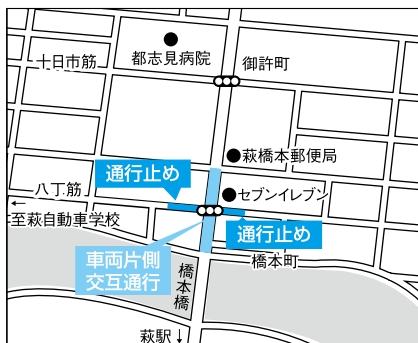 都志見病院
十日市筋
御許町
萩橋本郵便局
通行止め
八丁筋
セブンイレブン
至萩自動車学校
通行止め
車両片側
交互通行
橋本町
橋本橋
萩駅